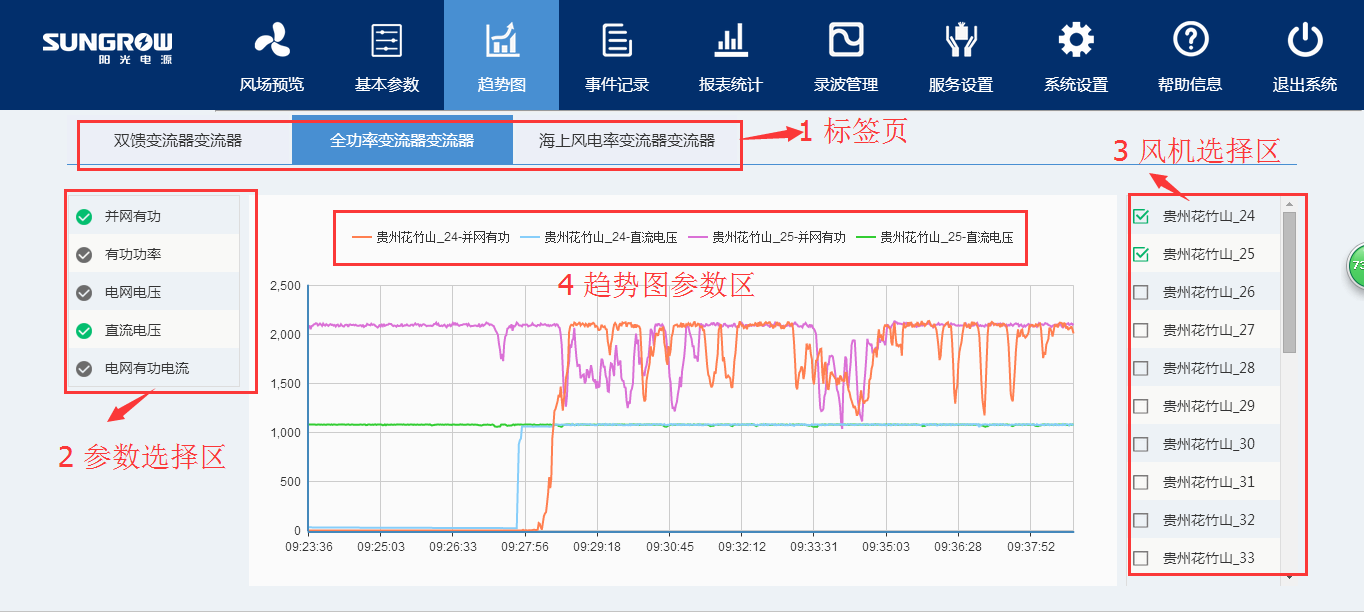 SUNGROW
阳光电源
风场预览
基本参数
趋势图
事件记录
报表统计
录波管理
服务设置
系统设置
帮助信息
退出系统
双馈变流器变流器
全功率变流器变流器
海上风电率变流器变流器
1 标签页
3 风机选择区
并网有功
有功功率
电网电压
直流电压
电网有功电流
2 参数选择区
贵州花竹山_24-并网有功
贵州花竹山_24-直流电压
贵州花竹山_25-并网有功
贵州花竹山_25-直流电压
4 趋势图参数区
2,500
2,000
1,500
1,000
500
0
09:23:36
09:25:03
09:26:33
09:27:56
09:29:18
09:30:45
09:32:12
09:33:31
09:35:03
09:36:28
09:37:52
贵州花竹山_24
贵州花竹山_25
贵州花竹山_26
贵州花竹山_27
贵州花竹山_28
贵州花竹山_29
贵州花竹山_30
贵州花竹山_31
贵州花竹山_32
贵州花竹山_33